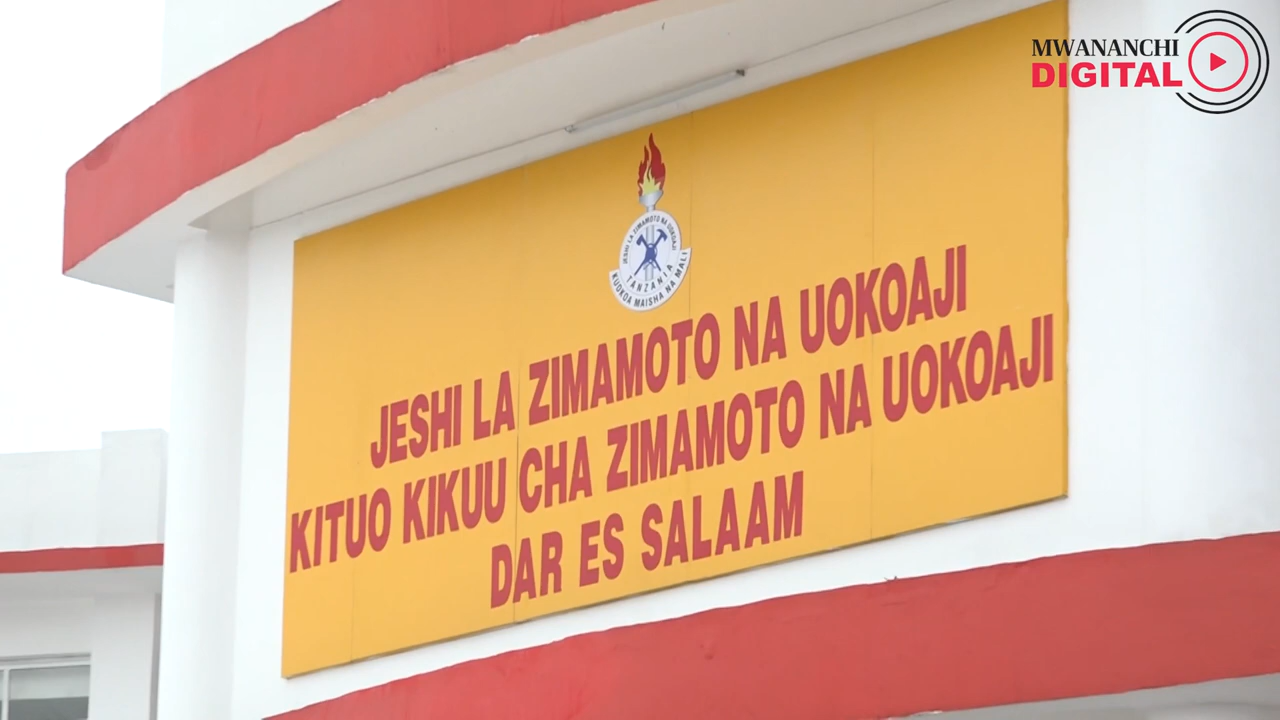 MWANANCHI
DIGITAL
JESHI LA ZIMAMOTO NA UOKOAJI
TANZANIA
KUOKOA MAISHA NA MALI
JESHI LA ZIMAMOTO NA UOKOAJI
KITUO KIKUU CHA ZIMAMOTO NA UOKOAJI
DAR ES SALAAM